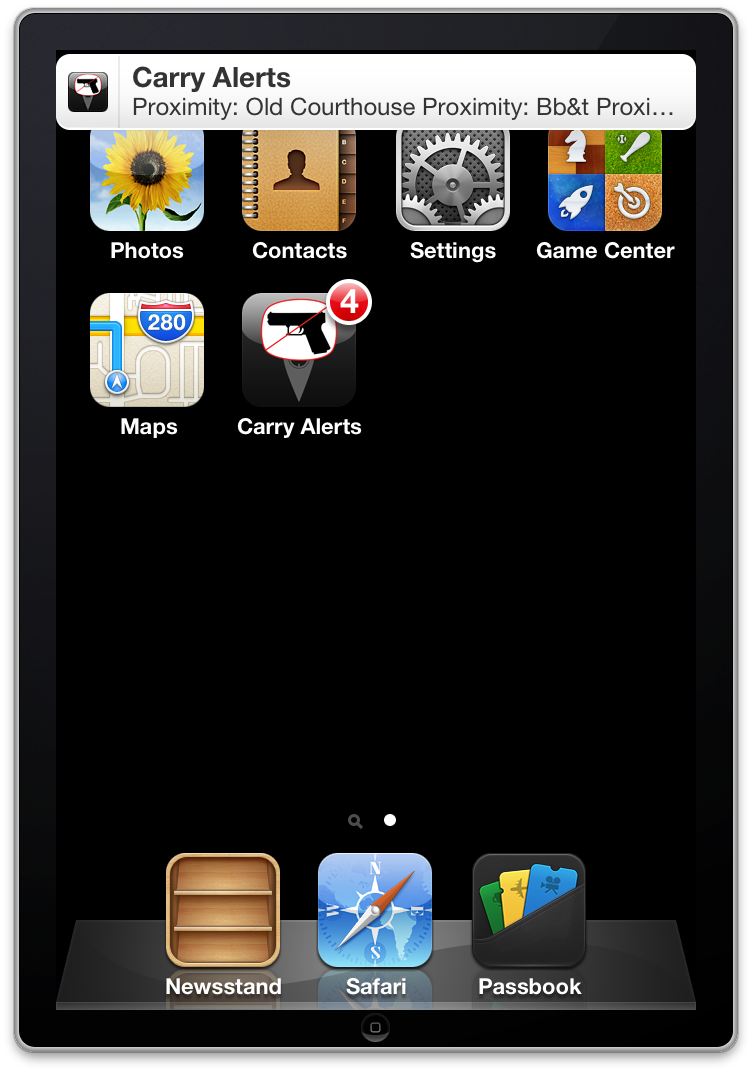 Carry Alerts
Proximity: Old Courthouse Proximity: Bb&t Proxi…
B
C
D
E
F
Photos
Contacts
Settings
Game Center
280
4
Maps
Carry Alerts
N
S
Newsstand
Safari
Passbook